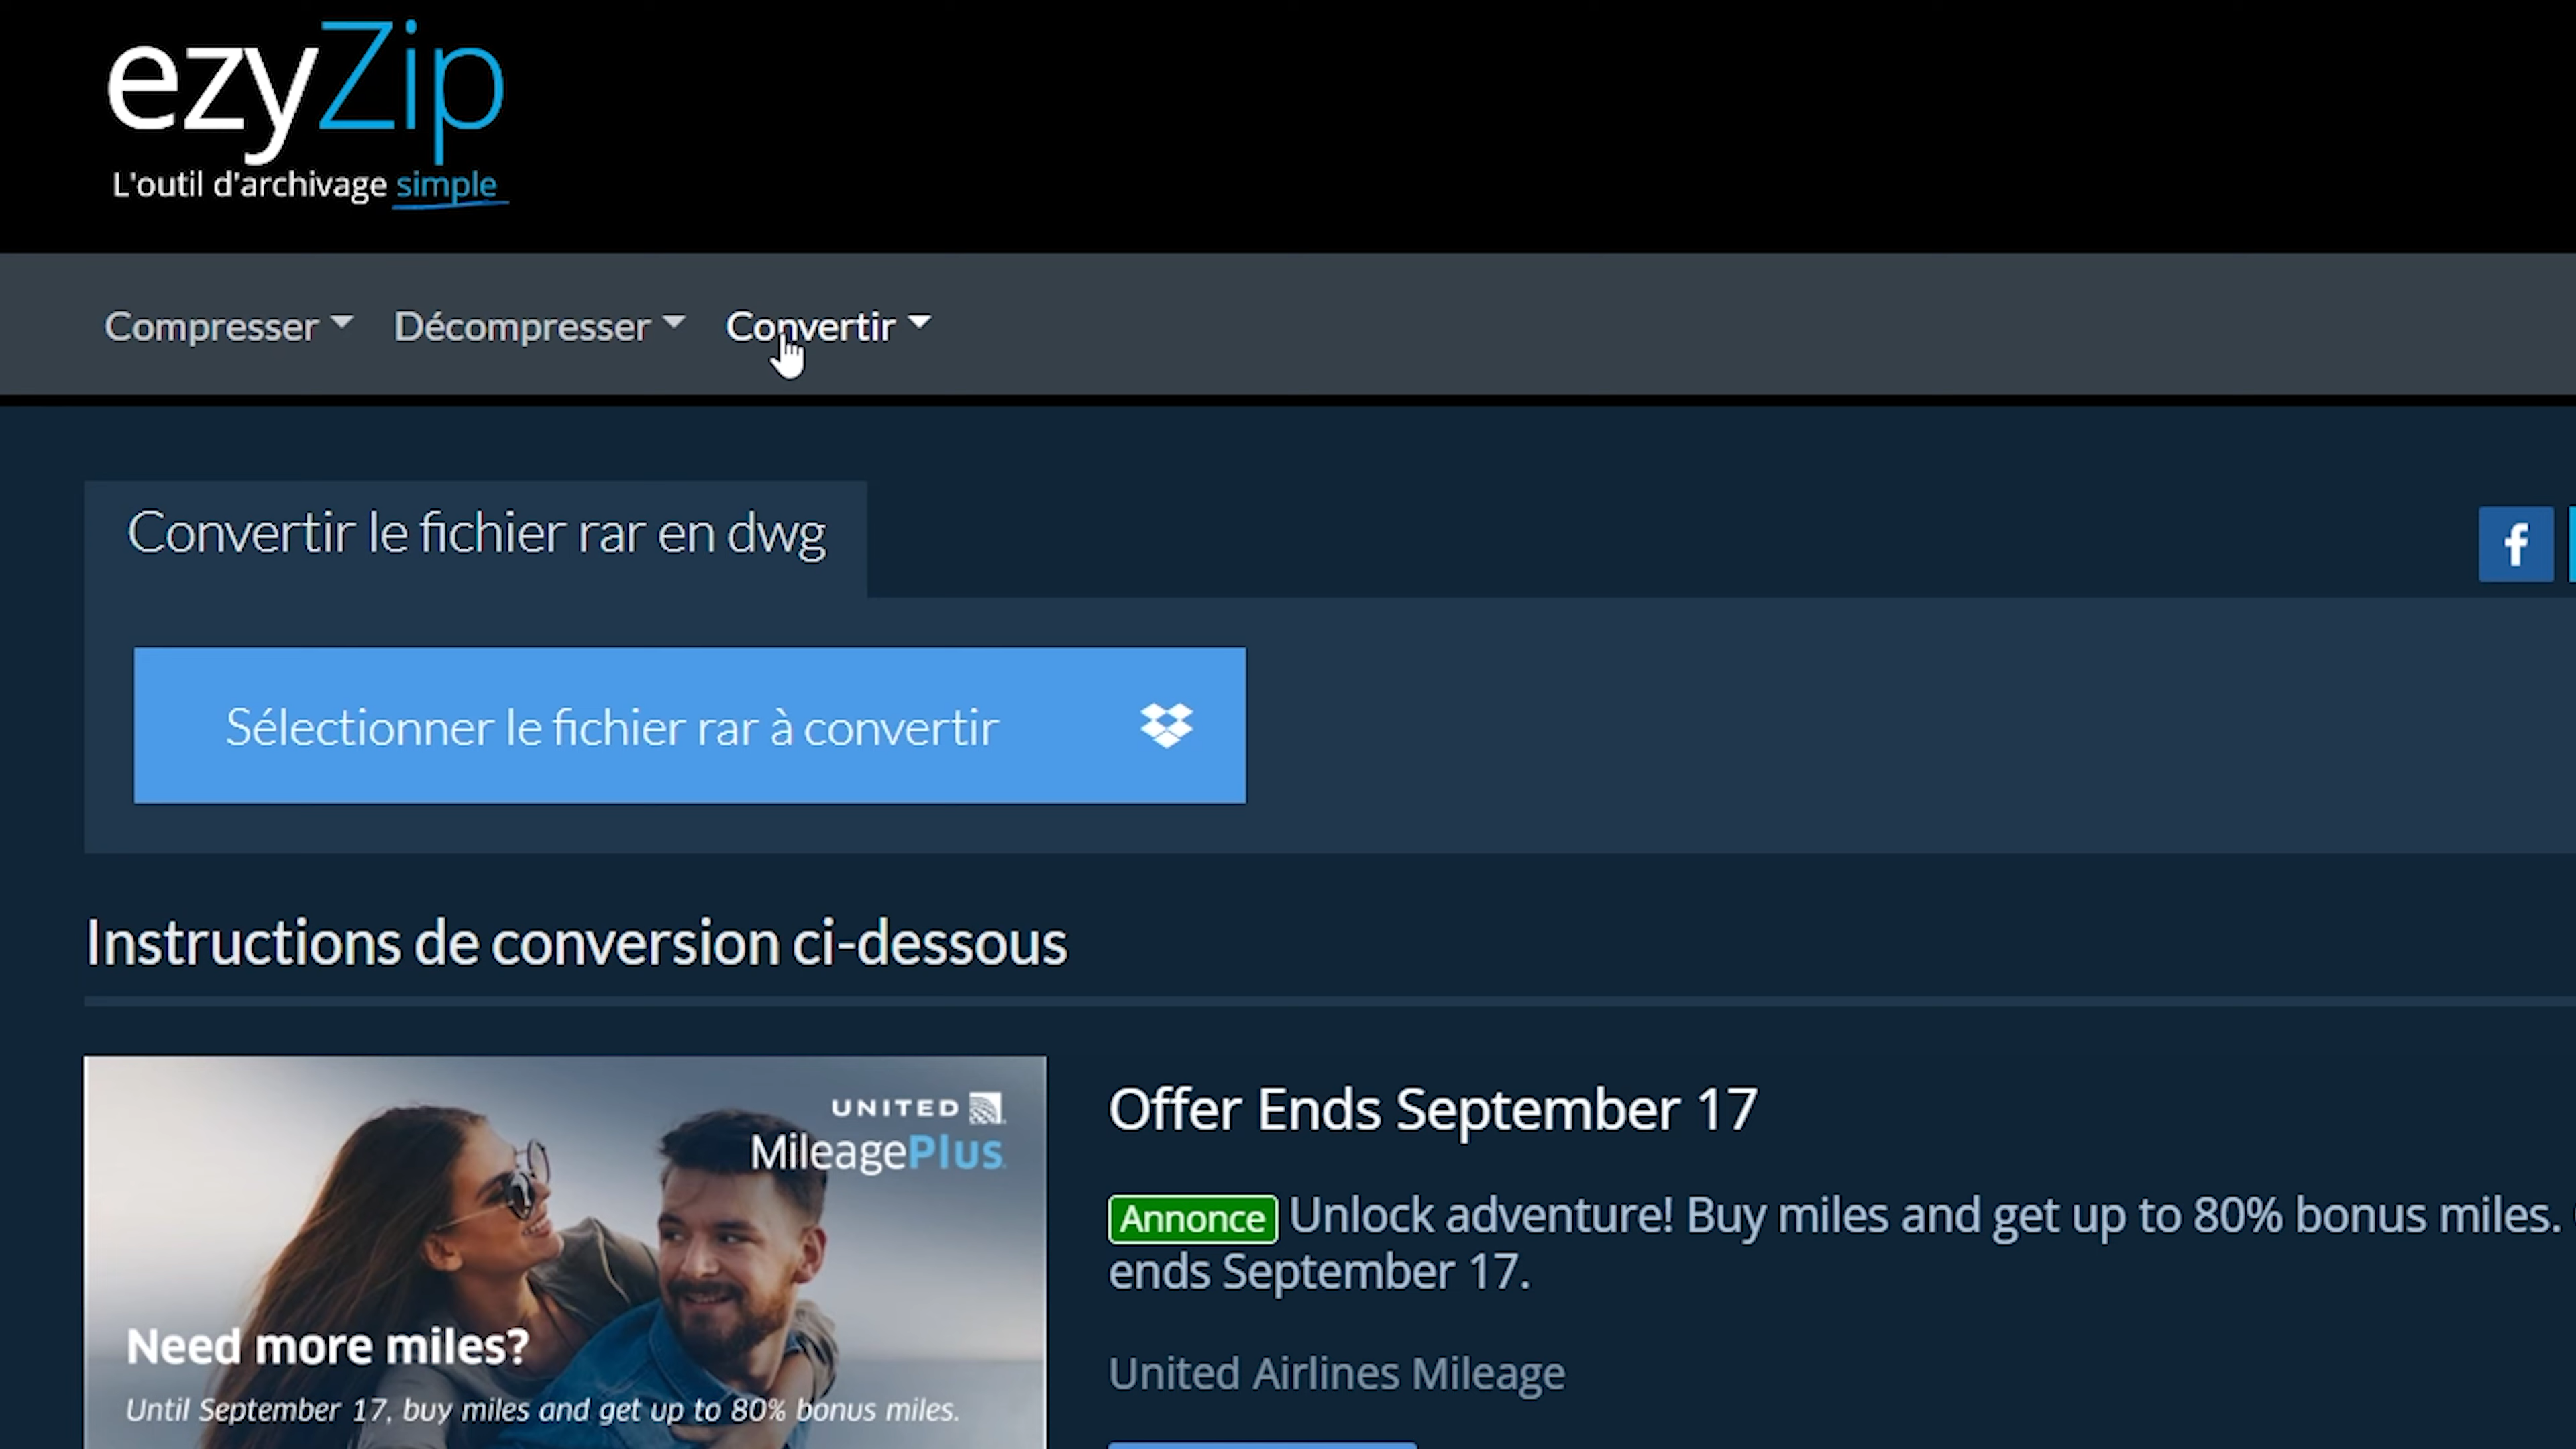 ezyZip
L'outil d'archivage simple
Compresser Décompresser Convertir
Convertir le fichier rar en dwg
f
Sélectionner le fichier rar à convertir
Instructions de conversion ci-dessous
UNITED
MileagePlus
Need more miles?
Until September 17, buy miles and get up to 80% bonus miles.
Offer Ends September 17
Annonce Unlock adventure! Buy miles and get up to 80% bonus miles.
ends September 17.
United Airlines Mileage